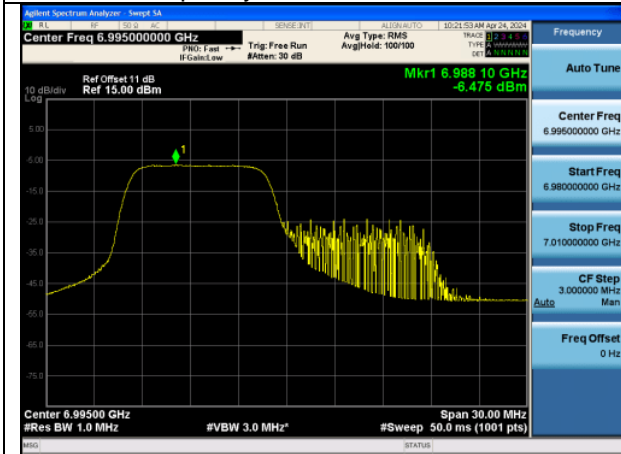 Agilent Spectrum Analyzer - Swept SA
RL RF 50 Ω AC SENSE:INT ALIGN AUTO 10:21:53 AM Apr 24, 2024
Center Freq 6.995000000 GHz
PNO: Fast
IFGain:Low
Trig: Free Run
#Atten: 30 dB
Avg Type: RMS
Avg|Hold: 100/100
TRACE 1 2 3 4 5 6
TYPE
DET A N N N N N
Frequency
Mkr1 6.988 10 GHz
-6.475 dBm
Ref Offset 11 dB
10 dB/div Ref 15.00 dBm
Log
1
5.00
-5.00
-15.0
-25.0
-35.0
-45.0
-55.0
-65.0
-75.0
Auto Tune
Center Freq
6.995000000 GHz
Start Freq
6.980000000 GHz
Stop Freq
7.010000000 GHz
CF Step
3.000000 MHz
Auto Man
Freq Offset
0 Hz
Center 6.99500 GHz Span 30.00 MHz
#Res BW 1.0 MHz #VBW 3.0 MHz* #Sweep 50.0 ms (1001 pts)
MSG STATUS